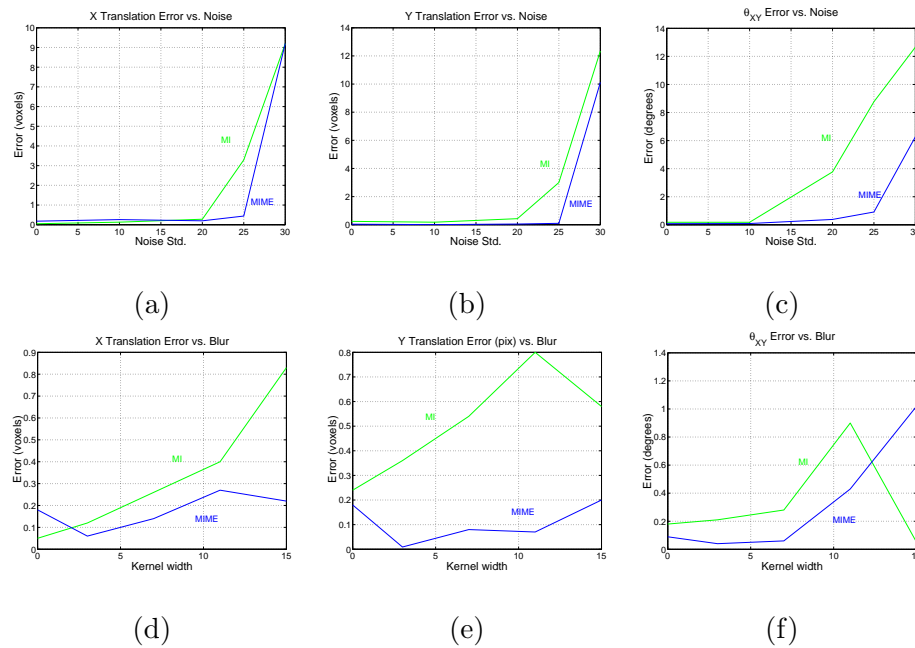 X Translation Error vs. Noise
10
9
8
7
6
5
4
3
2
1
0
Error (voxels)
MI
MIME
0 5 10 15 20 25 30
Noise Std.
(a)
Y Translation Error vs. Noise
14
12
10
8
6
4
2
0
Error (voxels)
MI
MIME
0 5 10 15 20 25 30
Noise Std.
(b)
θXY Error vs. Noise
14
12
10
8
6
4
2
0
Error (degrees)
MI
MIME
0 5 10 15 20 25 30
Noise Std.
(c)
X Translation Error vs. Blur
0.9
0.8
0.7
0.6
0.5
0.4
0.3
0.2
0.1
0
Error (voxels)
MI
MIME
0 5 10 15
Kernel width
(d)
Y Translation Error (pix) vs. Blur
0.8
0.7
0.6
0.5
0.4
0.3
0.2
0.1
0
Error (voxels)
MI
MIME
0 5 10 15
Kernel width
(e)
θXY Error vs. Blur
1.4
1.2
1
0.8
0.6
0.4
0.2
0
Error (degrees)
MI
MIME
0 5 10
Kernel width
(f)